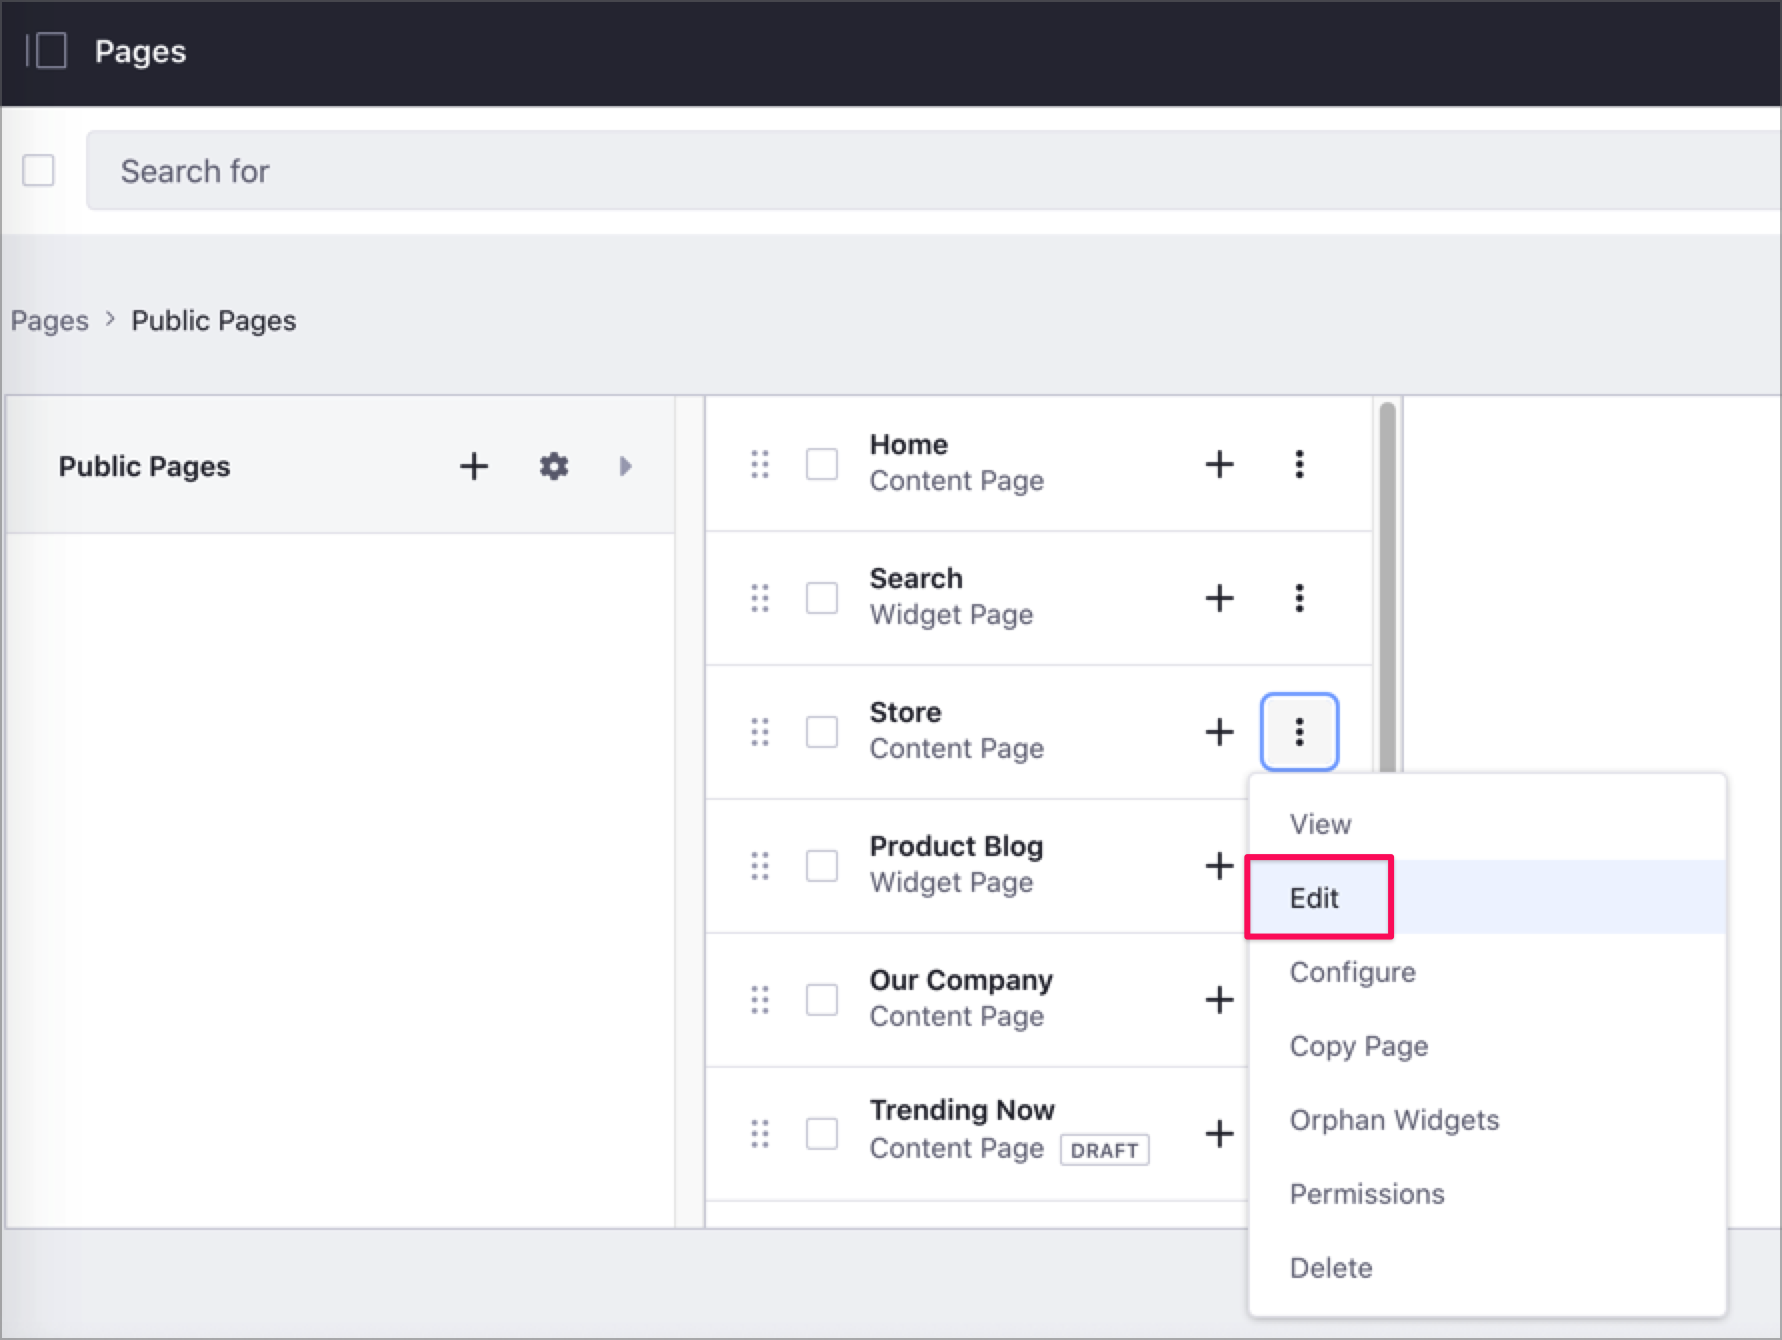 Pages
Search for
Pages > Public Pages
Public Pages
Home
Content Page
Search
Widget Page
Store
Content Page
Product Blog
Widget Page
Our Company
Content Page
Trending Now
Content Page DRAFT
View
Edit
Configure
Copy Page
Orphan Widgets
Permissions
Delete